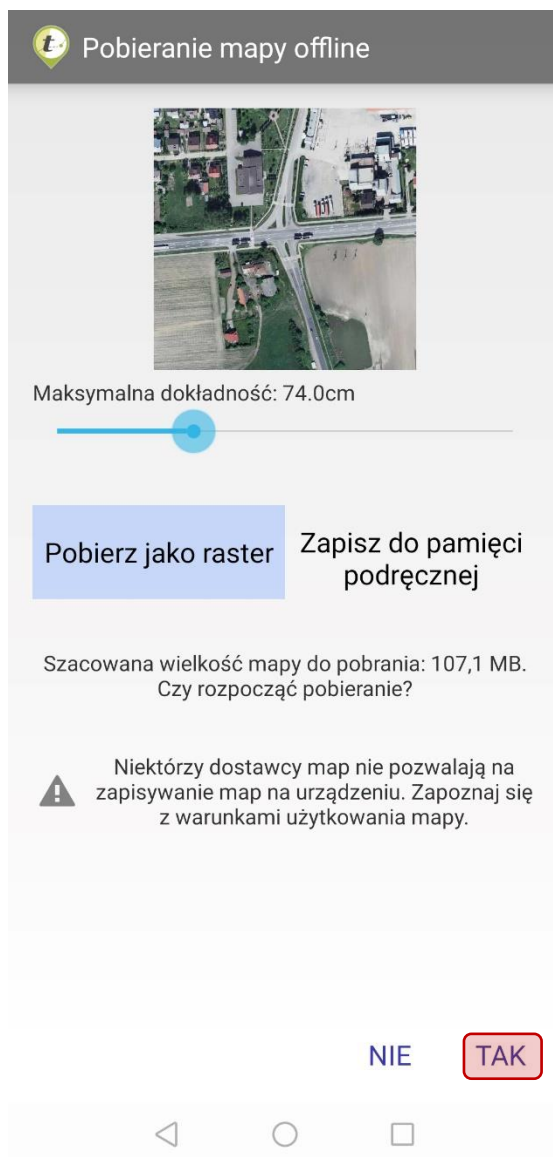 t
Pobieranie mapy offline
Maksymalna dokładność: 74.0cm
Pobierz jako raster
Zapisz do pamięci
podręcznej
Szacowana wielkość mapy do pobrania: 107,1 MB.
Czy rozpocząć pobieranie?
Niektórzy dostawcy map nie pozwalają na
zapisywanie map na urządzeniu. Zapoznaj się
z warunkami użytkowania mapy.
NIE
TAK